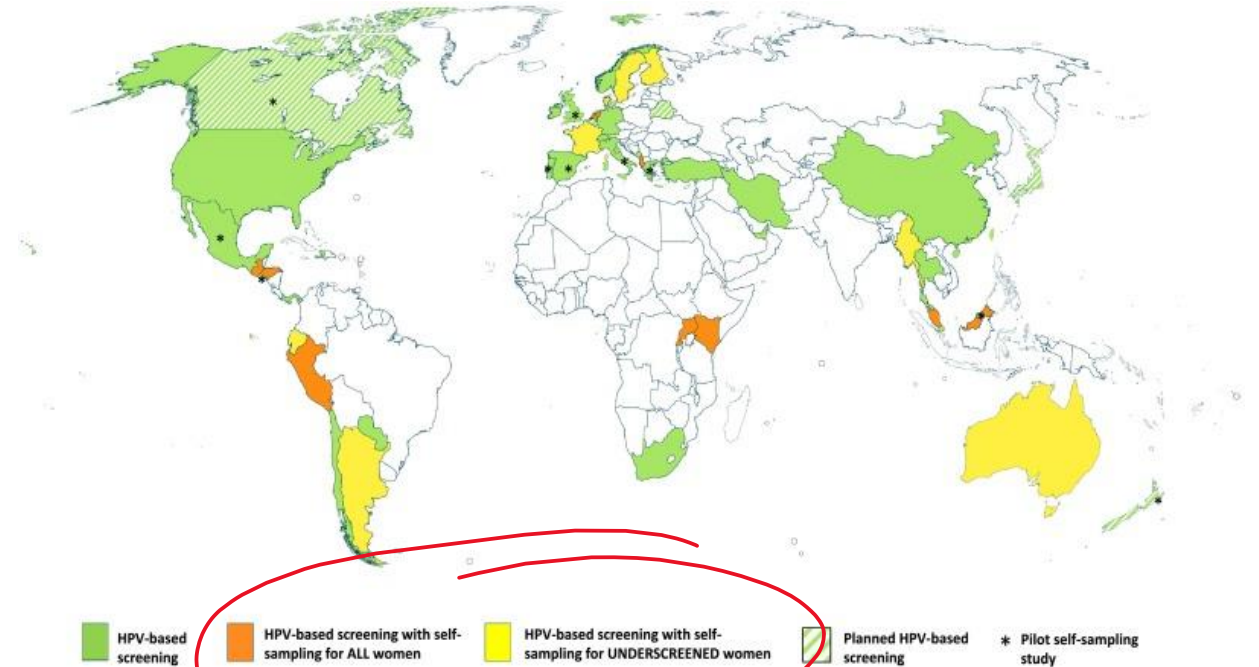 HPV-based
screening
HPV-based screening with self-
sampling for ALL women
HPV-based screening with self-
sampling for UNDERSCREENED women
Planned HPV-based
screening
* Pilot self-sampling
study